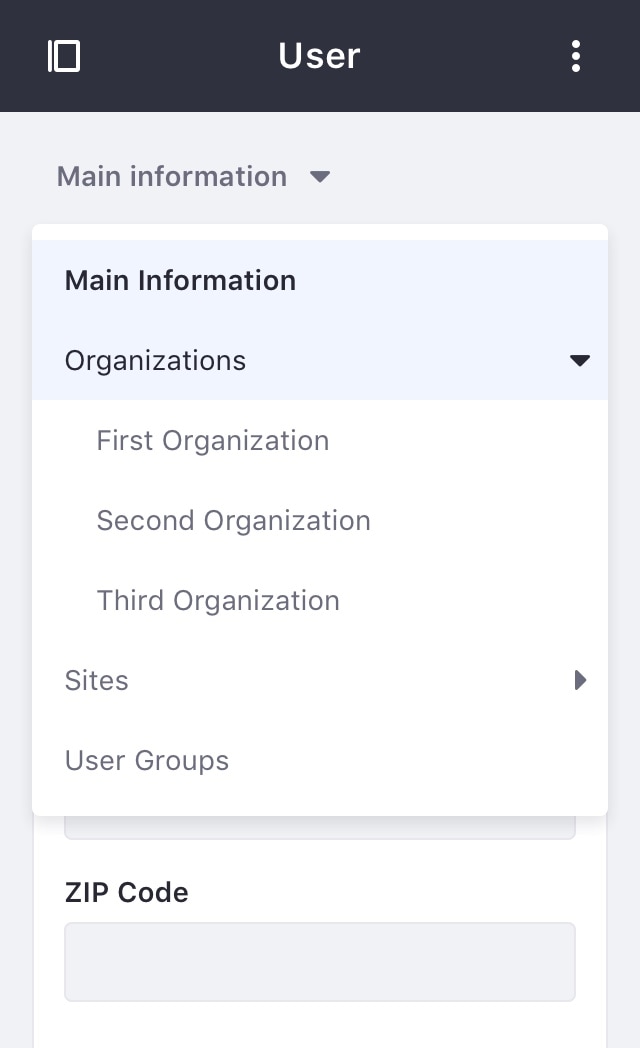 User
Main information
Main Information
Organizations
First Organization
Second Organization
Third Organization
Sites
User Groups
ZIP Code